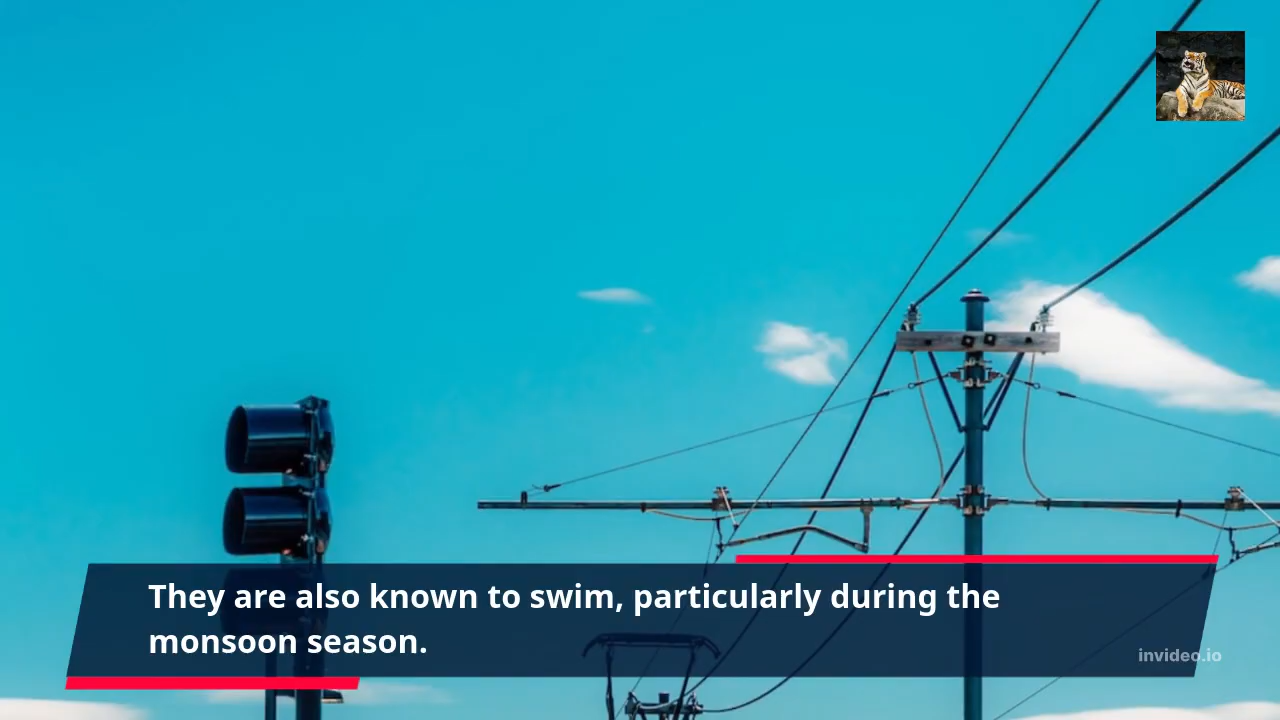 They are also known to swim, particularly during the
monsoon season.
invideo.io